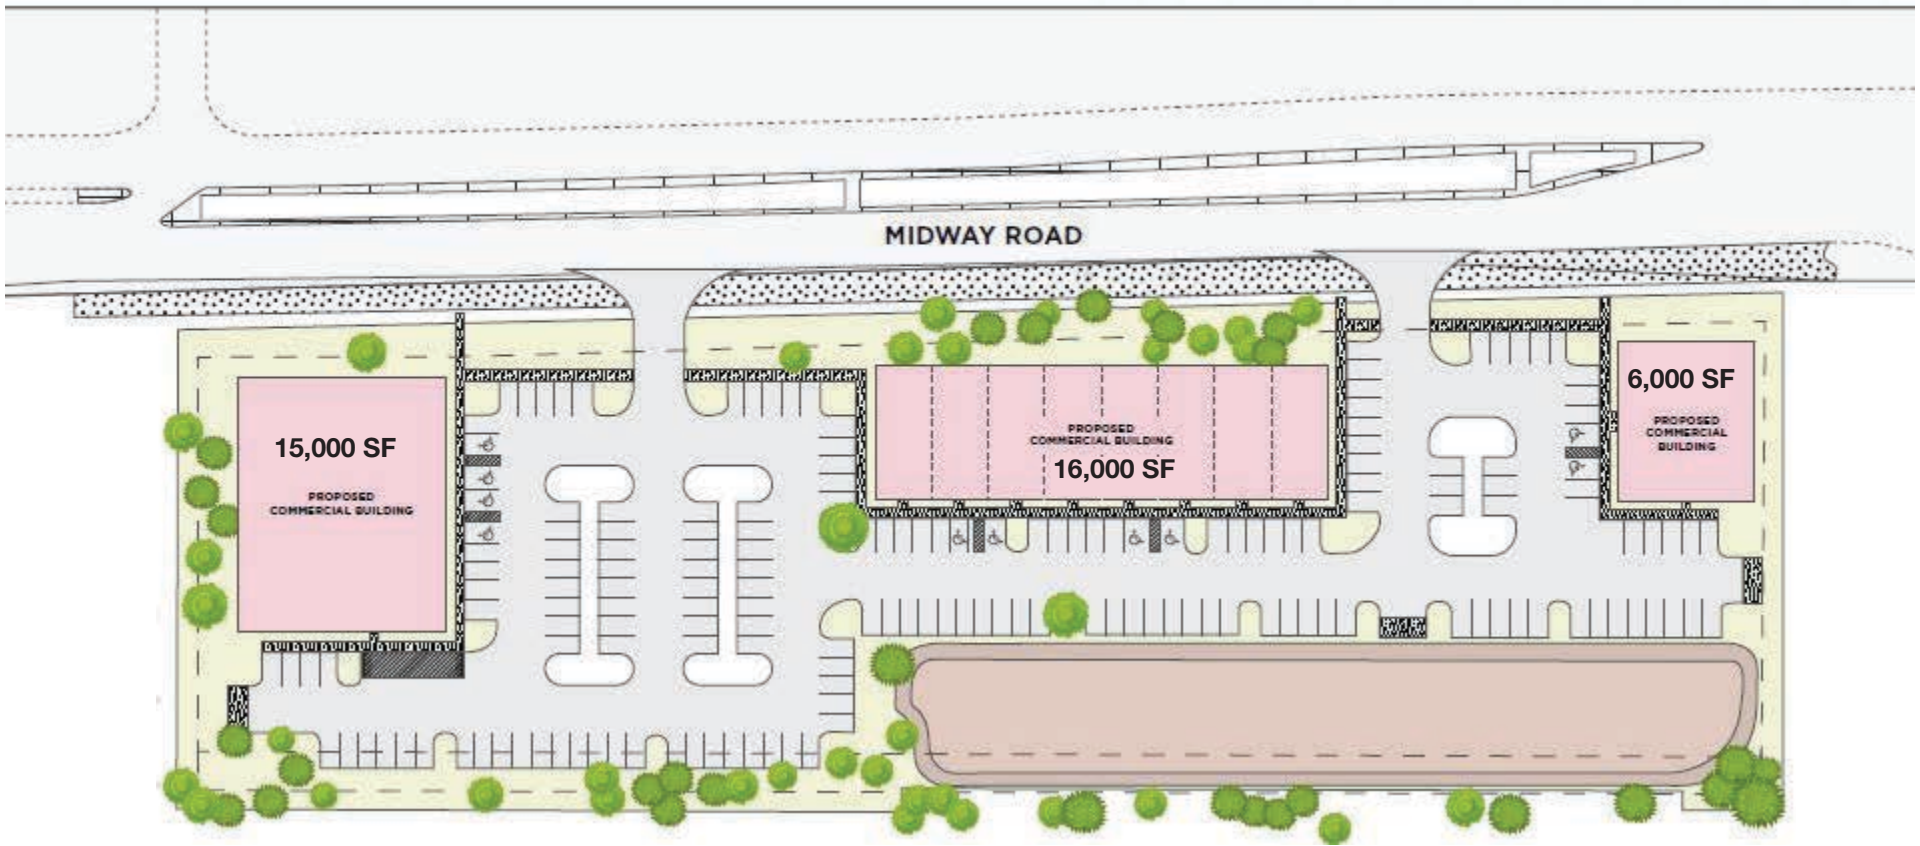 MIDWAY ROAD
15,000 SF
PROPOSED
COMMERCIAL BUILDING
PROPOSED
COMMERCIAL BUILDING
16,000 SF
6,000 SF
PROPOSED
COMMERCIAL
BUILDING